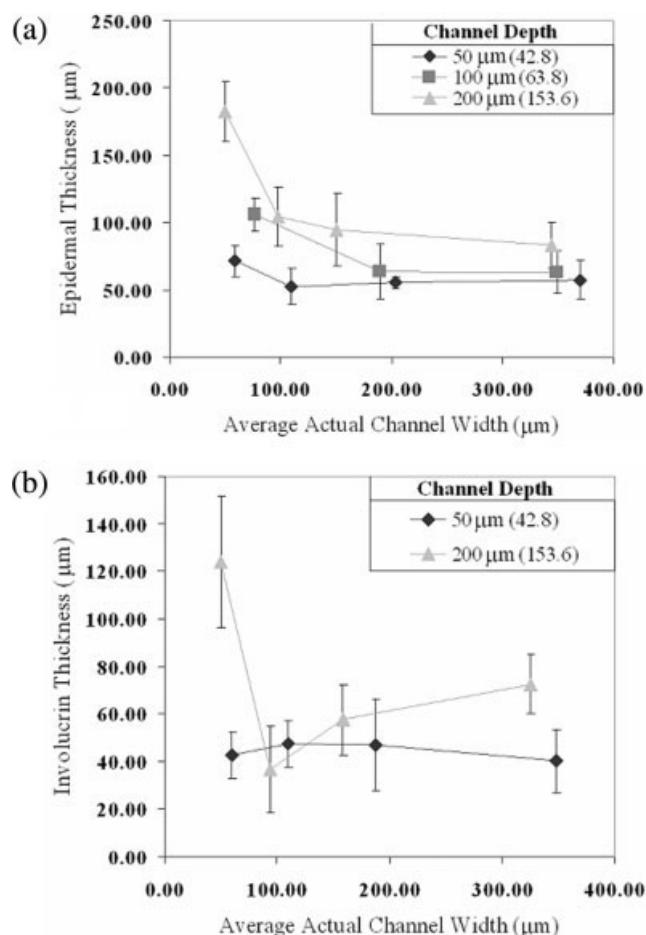 (a)
Channel Depth
50 μm (42.8)
100 μm (63.8)
200 μm (153.6)
250.00
200.00
150.00
100.00
50.00
0.00
Epidermal Thickness ( μm)
0.00 100.00 200.00 300.00 400.00
Average Actual Channel Width (μm)
(b)
Channel Depth
50 μm (42.8)
200 μm (153.6)
160.00
140.00
120.00
100.00
80.00
60.00
40.00
20.00
0.00
Involucrin Thickness ( μm)
0.00 100.00 200.00 300.00 400.00
Average Actual Channel Width (μm)